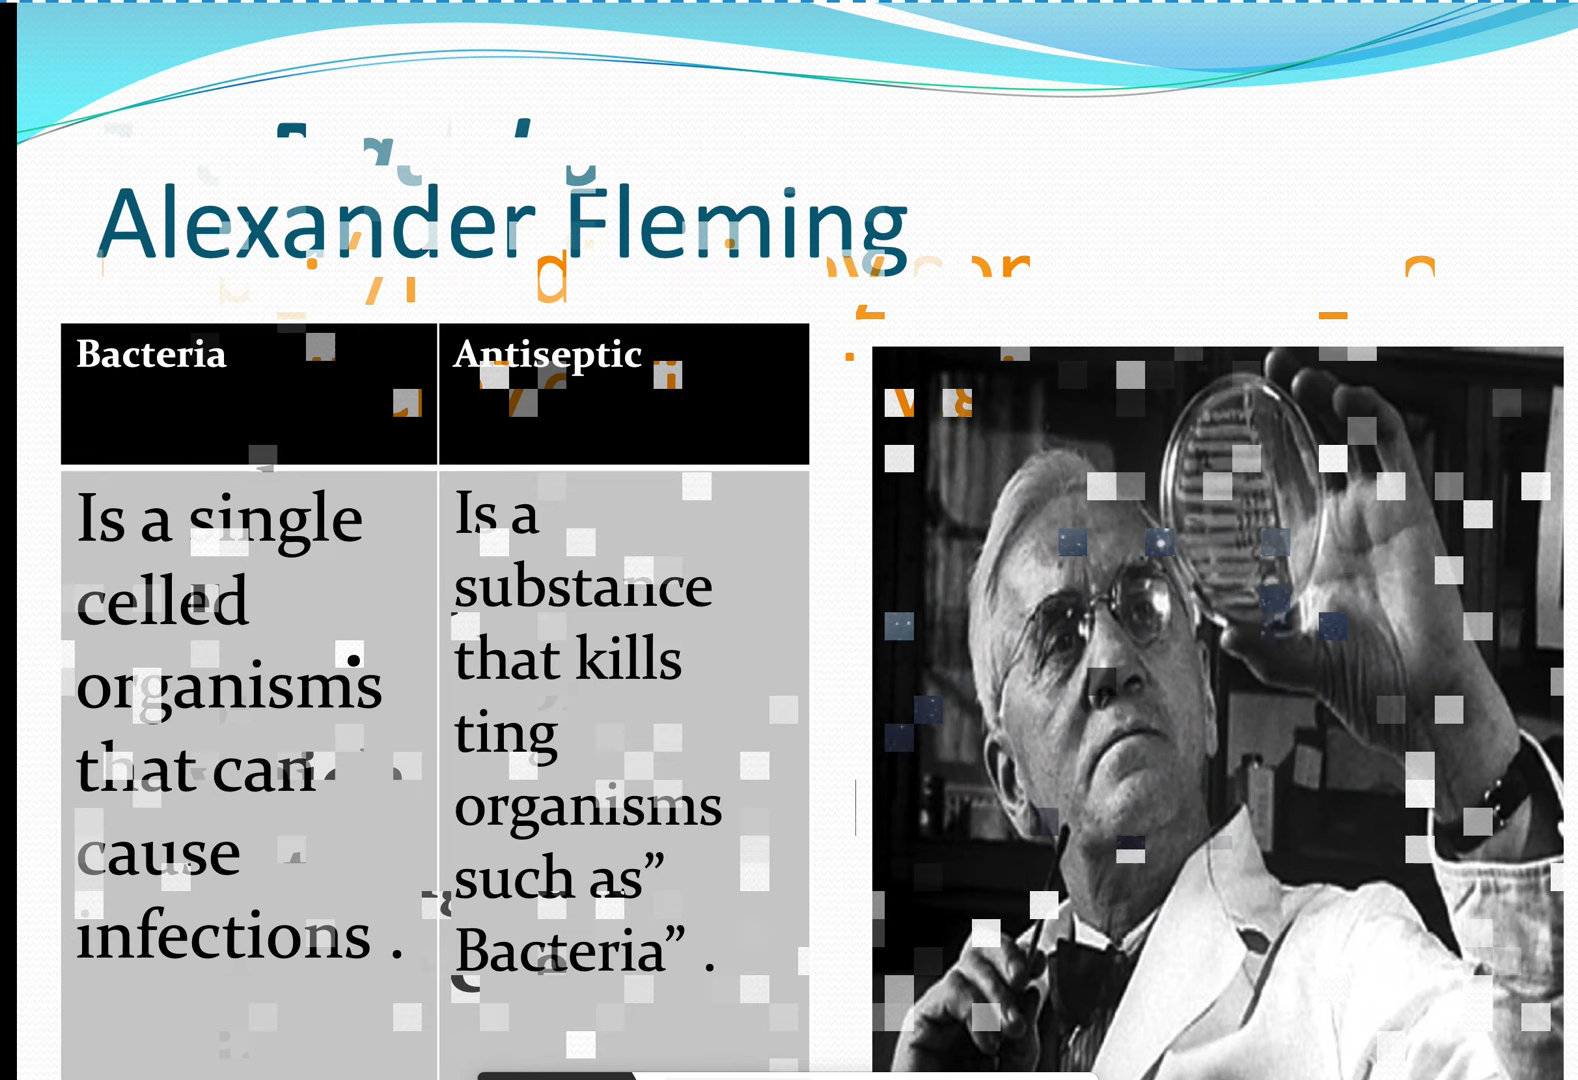 Alexander Fleming
Bacteria
Antiseptic
Is a single
celled
organisms
that can
cause
infections .
Is a
substance
that kills
ting
organisms
such as”
Bacteria” .